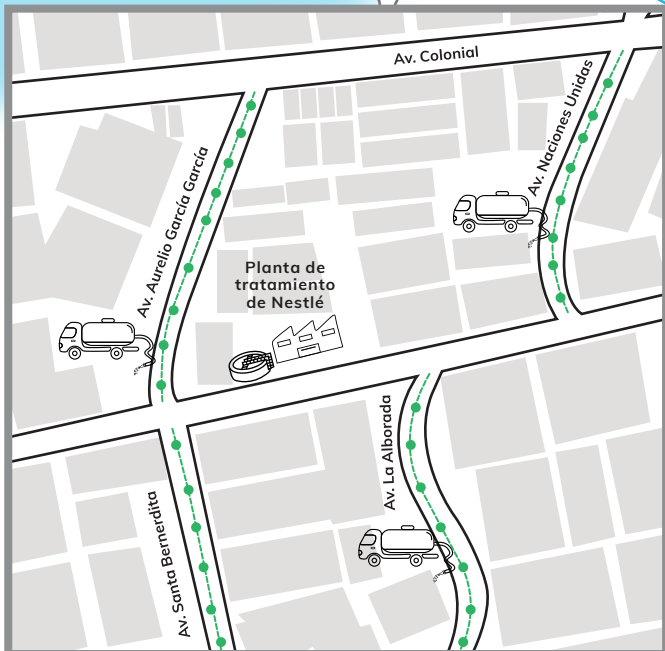 Av. Colonial
Av. Naciones Unidas
Av. Aurelio García García
Planta de
tratamiento
de Nestlé
Av. La Alborada
Av. Santa Bernerdita